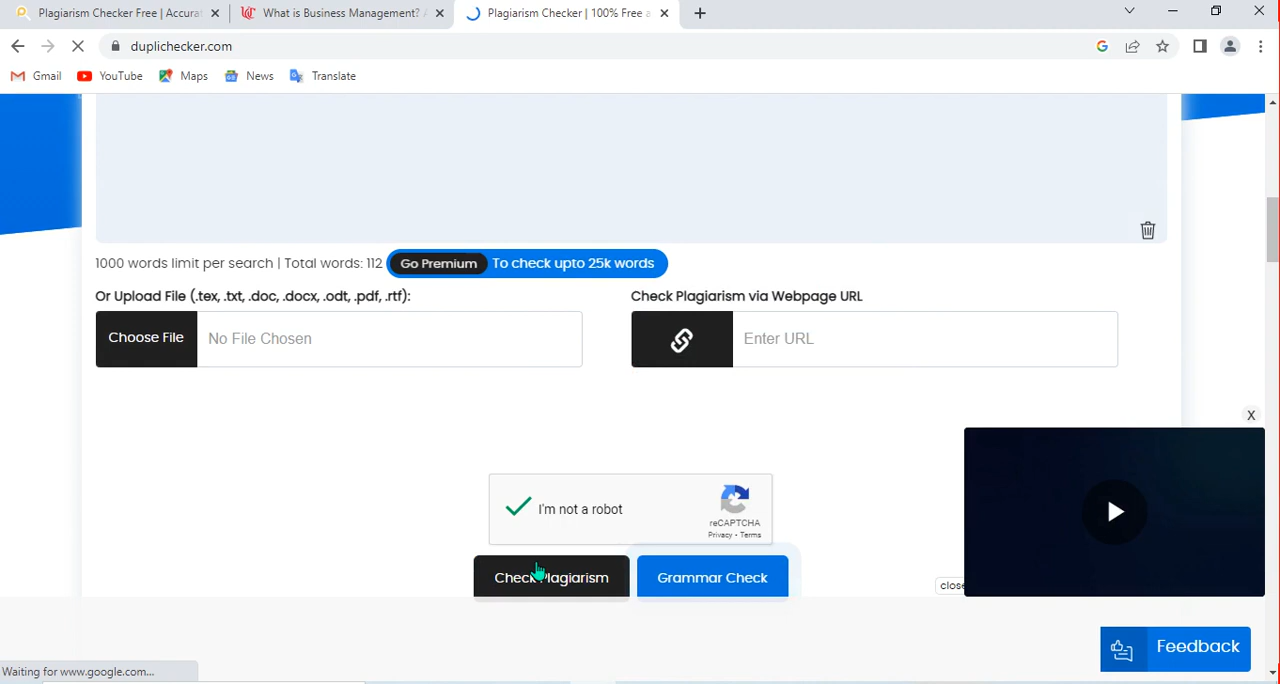 Plagiarism Checker Free | Accurat
What is Business Management? A
Plagiarism Checker | 100% Free a
duplichecker.com
Gmail
YouTube
Maps
News
Translate
1000 words limit per search | Total words: 112
Go Premium To check upto 25k words
Or Upload File (.tex, .txt, .doc, .docx, .odt, .pdf, .rtf):
Check Plagiarism via Webpage URL
Choose File
No File Chosen
Enter URL
X
I'm not a robot
reCAPTCHA
Privacy - Terms
Check Plagiarism
Grammar Check
close
Feedback
Waiting for www.google.com...